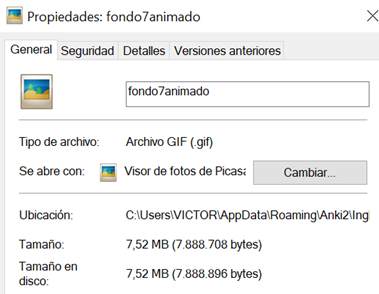 Propiedades: fondo7animado
General Seguridad Detalles Versiones anteriores
fondo7animado
Tipo de archivo: Archivo GIF (.gif)
Se abre con: Visor de fotos de Picasa Cambiar...
Ubicación: C:\Users\VICTOR\AppData\Roaming\Anki2\Ingl
Tamaño: 7,52 MB (7.888.708 bytes)
Tamaño en
disco: 7,52 MB (7.888.896 bytes)